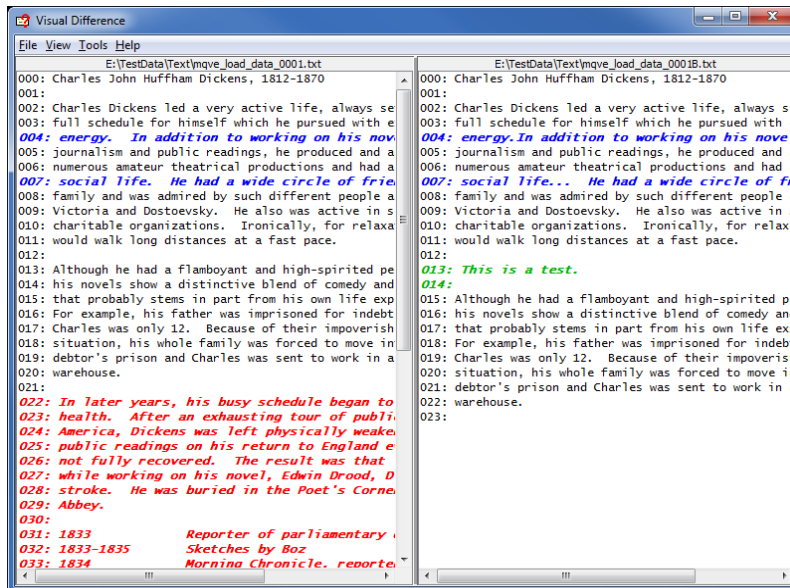 Visual Difference
File View Tools Help
E:\TestData\Text\mqve_load_data_0001.txt
000: Charles John Huffham Dickens, 1812-1870
001:
002: Charles Dickens led a very active life, always se
003: full schedule for himself which he pursued with e
004: energy.  In addition to working on his nove
005: journalism and public readings, he produced and a
006: numerous amateur theatrical productions and had a
007: social life.  He had a wide circle of frie
008: family and was admired by such different people a
009: Victoria and Dostoevsky.  He also was active in s
010: charitable organizations.  Ironically, for relaxa
011: would walk long distances at a fast pace.
012:
013: Although he had a flamboyant and high-spirited pe
014: his novels show a distinctive blend of comedy and
015: that probably stems in part from his own life exp
016: For example, his father was imprisoned for indebt
017: Charles was only 12.  Because of their impoverish
018: situation, his whole family was forced to move in
019: debtor's prison and Charles was sent to work in a
020: warehouse.
021:
022: In later years, his busy schedule began to
023: health.  After an exhausting tour of publi
024: America, Dickens was left physically weake
025: public readings on his return to England e
026: not fully recovered.  The result was that
027: while working on his novel, Edwin Drood, D
028: stroke.  He was buried in the Poet's Corne
029: Abbey.
030:
031: 1833 Reporter of parliamentary
032: 1833-1835 Sketches by Boz
033: 1834 Morning Chronicle, reporte
E:\TestData\Text\mqve_load_data_0001B.txt
000: Charles John Huffham Dickens, 1812-1870
001:
002: Charles Dickens led a very active life, always s
003: full schedule for himself which he pursued with
004: energy.In addition to working on his nove
005: journalism and public readings, he produced and
006: numerous amateur theatrical productions and had
007: social life...  He had a wide circle of fr
008: family and was admired by such different people
009: Victoria and Dostoevsky.  He also was active in
010: charitable organizations.  Ironically, for relax
011: would walk long distances at a fast pace.
012:
013: This is a test.
014:
015: Although he had a flamboyant and high-spirited p
016: his novels show a distinctive blend of comedy an
017: that probably stems in part from his own life ex
018: For example, his father was imprisoned for indeb
019: Charles was only 12.  Because of their impoveris
020: situation, his whole family was forced to move i
021: debtor's prison and Charles was sent to work in
022: warehouse.
023: